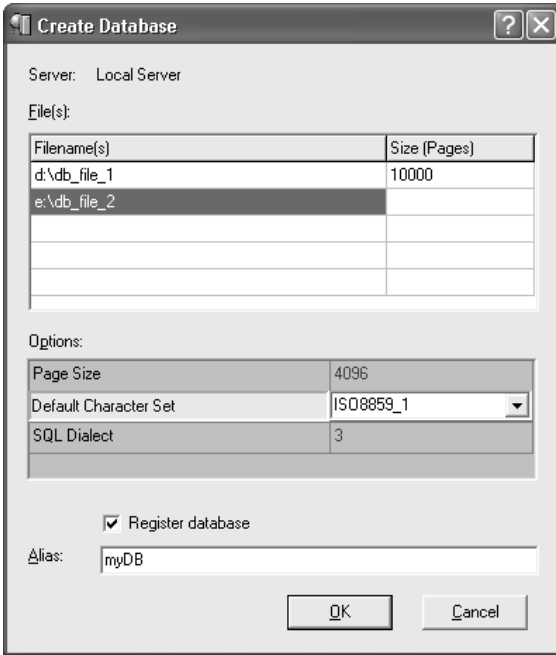 Create Database
Server: Local Server
File(s):
Filename(s) Size (Pages)
d:\db_file_1 10000
e:\db_file_2
Options:
Page Size 4096
Default Character Set ISO8859_1
SQL Dialect 3
Register database
Alias: myDB
OK Cancel